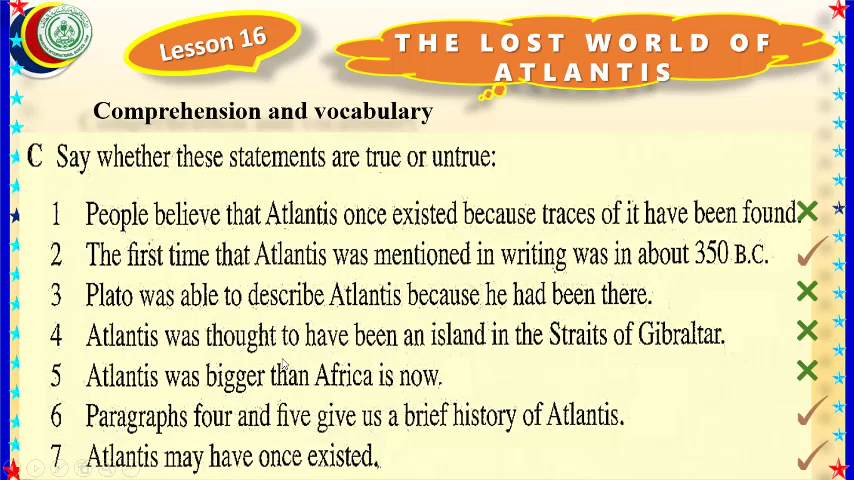 Lesson 16
THE LOST WORLD OF
ATLANTIS
Comprehension and vocabulary
C Say whether these statements are true or untrue:
1 People believe that Atlantis once existed because traces of it have been found
2 The first time that Atlantis was mentioned in writing was in about 350 B.C.
3 Plato was able to describe Atlantis because he had been there.
4 Atlantis was thought to have been an island in the Straits of Gibraltar.
5 Atlantis was bigger than Africa is now.
6 Paragraphs four and five give us a brief history of Atlantis.
7 Atlantis may have once existed.